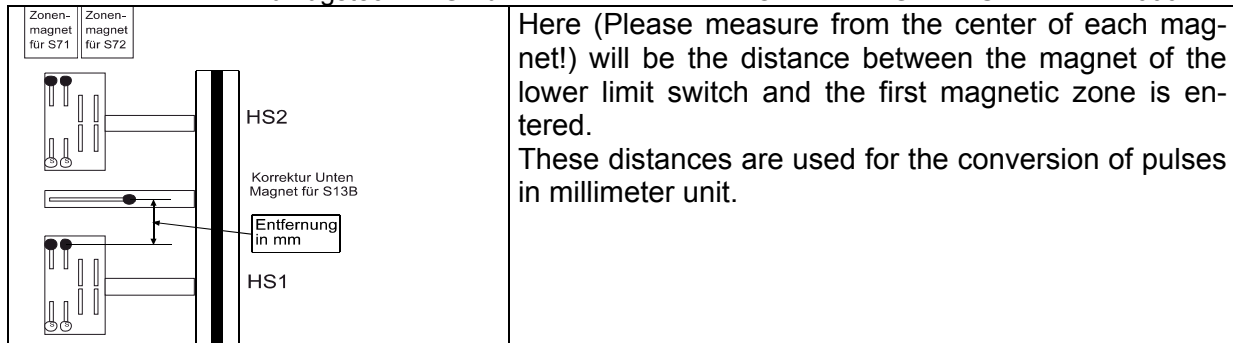 Zonen-
magnet
für S71
Zonen-
magnet
für S72
HS2
Korrektur Unten
Magnet für S13B
Entfernung
in mm
HS1
S S
S S
Here (Please measure from the center of each mag-
net!) will be the distance between the magnet of the
lower limit switch and the first magnetic zone is en-
tered.
These distances are used for the conversion of pulses
in millimeter unit.